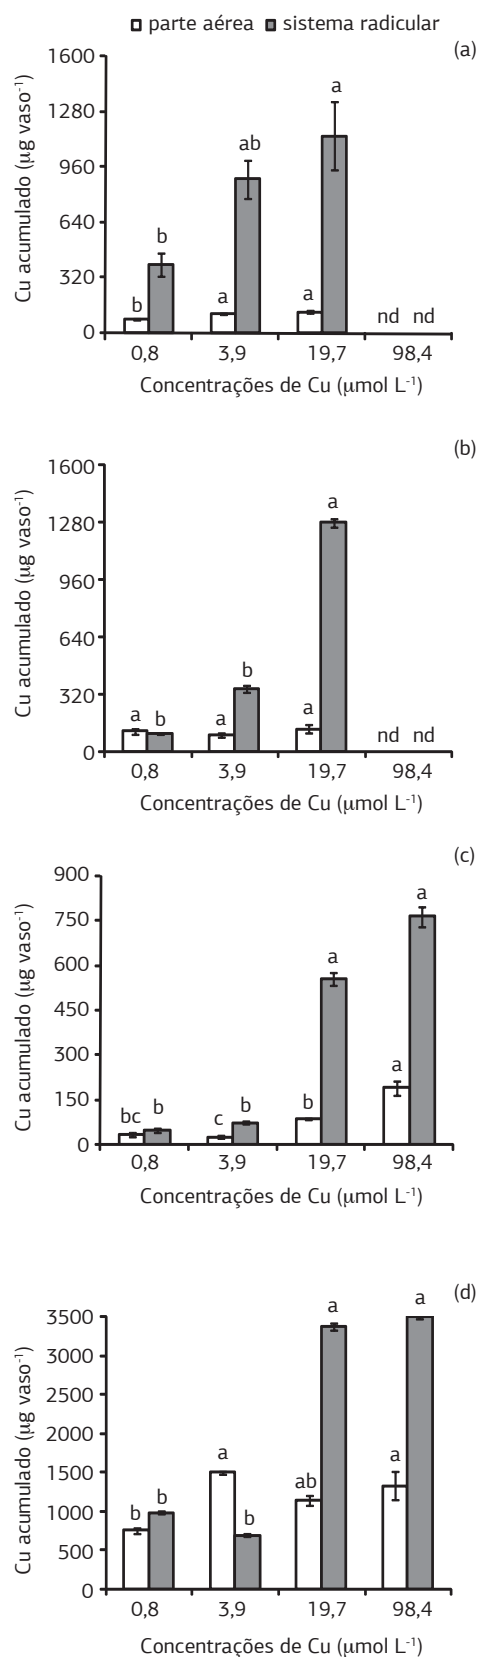 parte aérea sistema radicular
(a)
Cu acumulado (µg vaso-1)
1600
1280
960
640
320
0
b b a ab a a nd nd
0,8 3,9 19,7 98,4
Concentrações de Cu (µmol L-1)
(b)
Cu acumulado (µg vaso-1)
1600
1280
960
640
320
0
a b a b a a nd nd
0,8 3,9 19,7 98,4
Concentrações de Cu (µmol L-1)
(c)
Cu acumulado (µg vaso-1)
900
750
600
450
300
150
0
bc b c b b a a a
0,8 3,9 19,7 98,4
Concentrações de Cu (µmol L-1)
(d)
Cu acumulado (µg vaso-1)
3500
3000
2500
2000
1500
1000
500
0
b b a b ab a a a
0,8 3,9 19,7 98,4
Concentrações de Cu (µmol L-1)